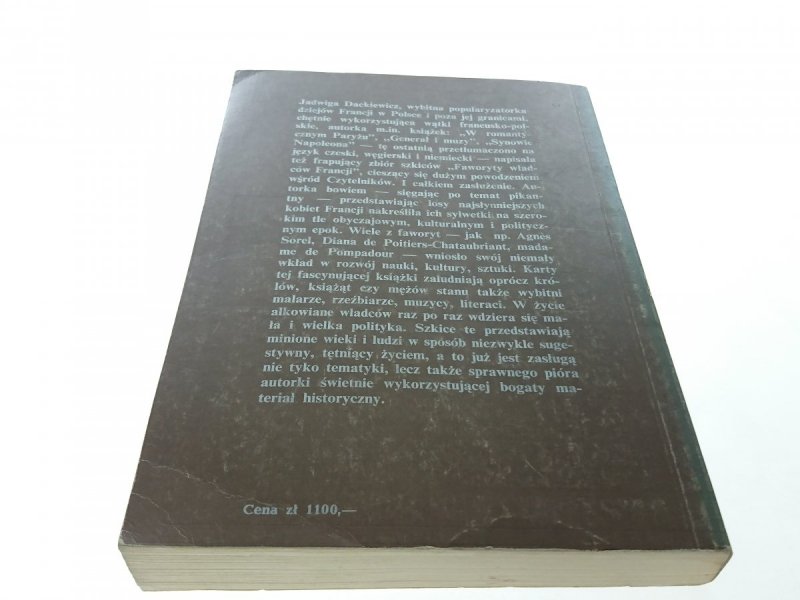 Jadwiga Dackiewicz, wybitna popularyzatorka
dziejów Francji w Polsce i poza jej granicami,
chętnie wykorzystująca wątki francusko-pol-
skie, autorka m.in. książek: „W romanty-
cznym Paryżu", „Generał i muzy", „Synowie
Napoleona" — tę ostatnią przetłumaczono na
język czeski, węgierski i niemiecki — napisała
też frapujący zbiór szkiców „Faworyty wład-
ców Francji", cieszący się dużym powodzeniem
wśród Czytelników. I całkiem zasłużenie. Au-
torka bowiem — sięgając po temat pikan-
tny — przedstawiając losy najsłynniejszych
kobiet Francji nakreśliła ich sylwetki na szero-
kim tle obyczajowym, kulturalnym i polity-
cznym epok. Wiele z faworyt — jak np. Agnès
Sorel, Diana de Poitiers-Chataubriant, mada-
me de Pompadour — wniosło swój niemały
wkład w rozwój nauki, kultury, sztuki. Karty
tej fascynującej książki zaludniają oprócz kró-
lów, książąt czy mężów stanu także wybitni
malarze, rzeźbiarze, muzycy, literaci. W życie
alkowiane władców raz po raz wdziera się ma-
ła i wielka polityka. Szkice te przedstawiają
minione wieki i ludzi w sposób niezwykle suge-
stywny, tętniący życiem, a to już jest zasługą
nie tyko tematyki, lecz także sprawnego pióra
autorki świetnie wykorzystującej bogaty ma-
teriał historyczny.
Cena zł 1100,—